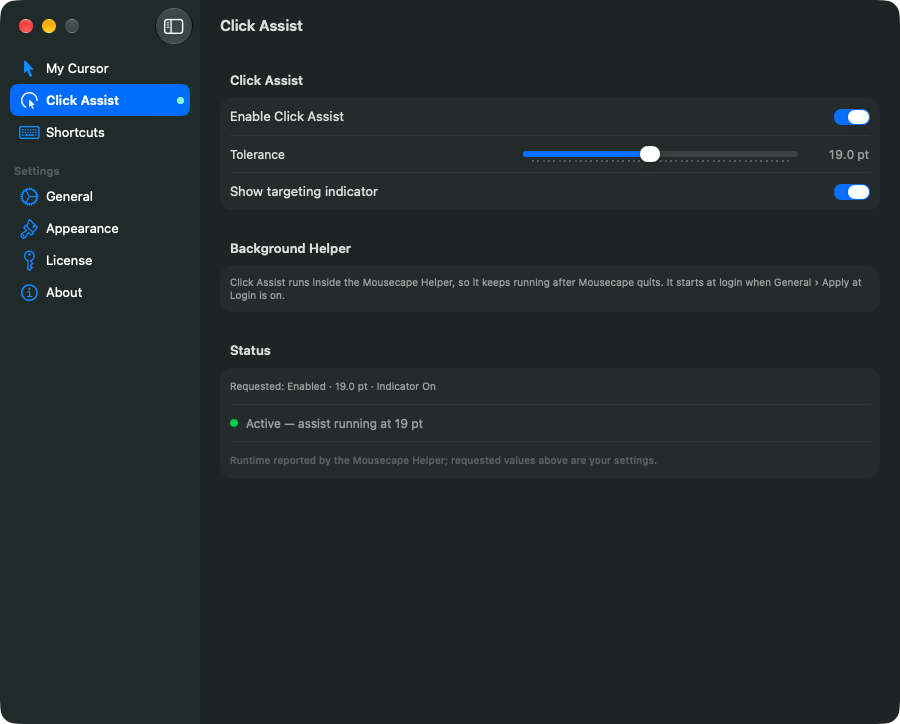 Click Assist
My Cursor
Click Assist
Shortcuts
Settings
General
Appearance
License
About
Click Assist
Enable Click Assist
Tolerance
19.0 pt
Show targeting indicator
Background Helper
Click Assist runs inside the Mousecape Helper, so it keeps running after Mousecape quits. It starts at login when General › Apply at
Login is on.
Status
Requested: Enabled · 19.0 pt · Indicator On
Active — assist running at 19 pt
Runtime reported by the Mousecape Helper; requested values above are your settings.